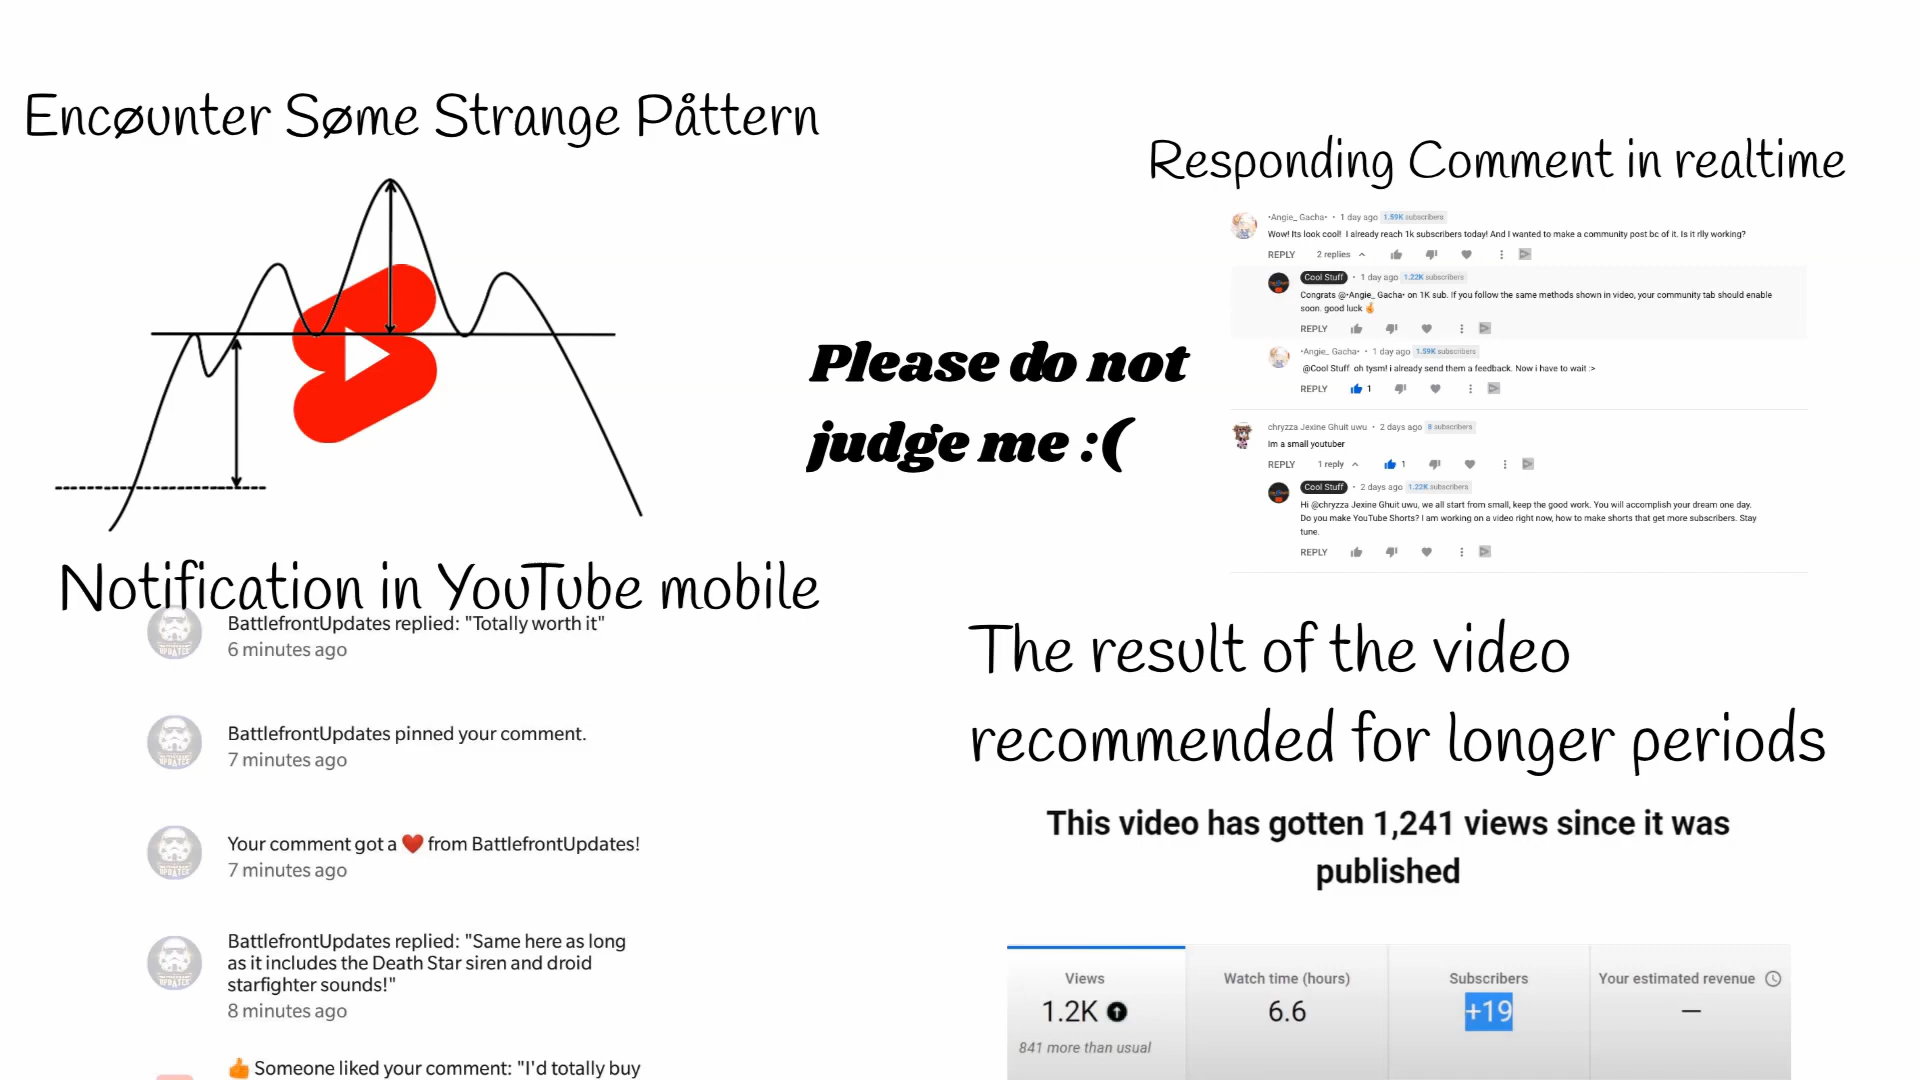 Encøunter Søme Strange Påttern
Responding Comment in realtime
•Angie_ Gacha• • 1 day ago 1.59K subscribers
Wow! Its look cool! I already reach 1k subscribers today! And I wanted to make a community post bc of it. Is it rlly working?
REPLY 2 replies
Cool Stuff • 1 day ago 1.22K subscribers
Congrats @•Angie_ Gacha• on 1K sub. If you follow the same methods shown in video, your community tab should enable
soon. good luck 🤞
REPLY
•Angie_ Gacha• • 1 day ago 1.59K subscribers
@Cool Stuff oh tysm! i already send them a feedback. Now i have to wait :>
REPLY 1
chryzza Jexine Ghuit uwu • 2 days ago 8 subscribers
Im a small youtuber
REPLY 1 reply 1
Cool Stuff • 2 days ago 1.22K subscribers
Hi @chryzza Jexine Ghuit uwu, we all start from small, keep the good work. You will accomplish your dream one day.
Do you make YouTube Shorts? I am working on a video right now, how to make shorts that get more subscribers. Stay
tune.
REPLY
Please do not
judge me :(
Notification in YouTube mobile
BattlefrontUpdates replied: "Totally worth it"
6 minutes ago
BattlefrontUpdates pinned your comment.
7 minutes ago
Your comment got a ❤️ from BattlefrontUpdates!
7 minutes ago
BattlefrontUpdates replied: "Same here as long
as it includes the Death Star siren and droid
starfighter sounds!"
8 minutes ago
👍 Someone liked your comment: "I'd totally buy
The result of the video
recommended for longer periods
This video has gotten 1,241 views since it was
published
Views
1.2K
841 more than usual
Watch time (hours)
6.6
Subscribers
+19
Your estimated revenue
—